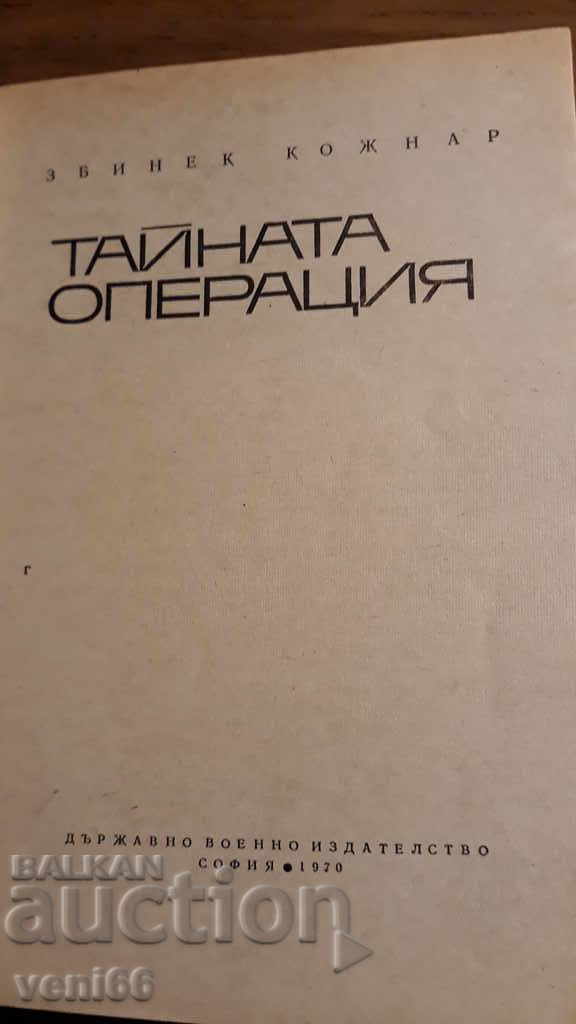 ЗБИНЕК КОЖНАР
ТАЙНАТА
ОПЕРАЦИЯ
г
ДЪРЖАВНО ВОЕННО ИЗДАТЕЛСТВО
СОФИЯ • 1970
BALKAN
auction
veni66